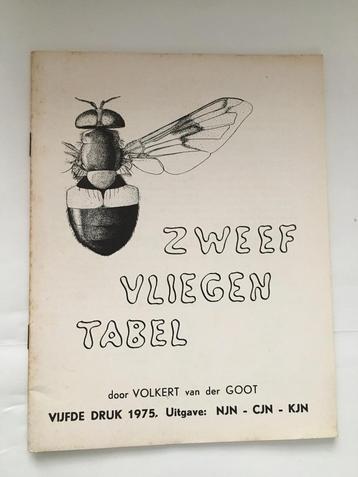 ZWEEF
VLIEGEN
TABEL
door VOLKERT van der GOOT
VIJFDE DRUK 1975. Uitgave: NJN - CJN - KJN